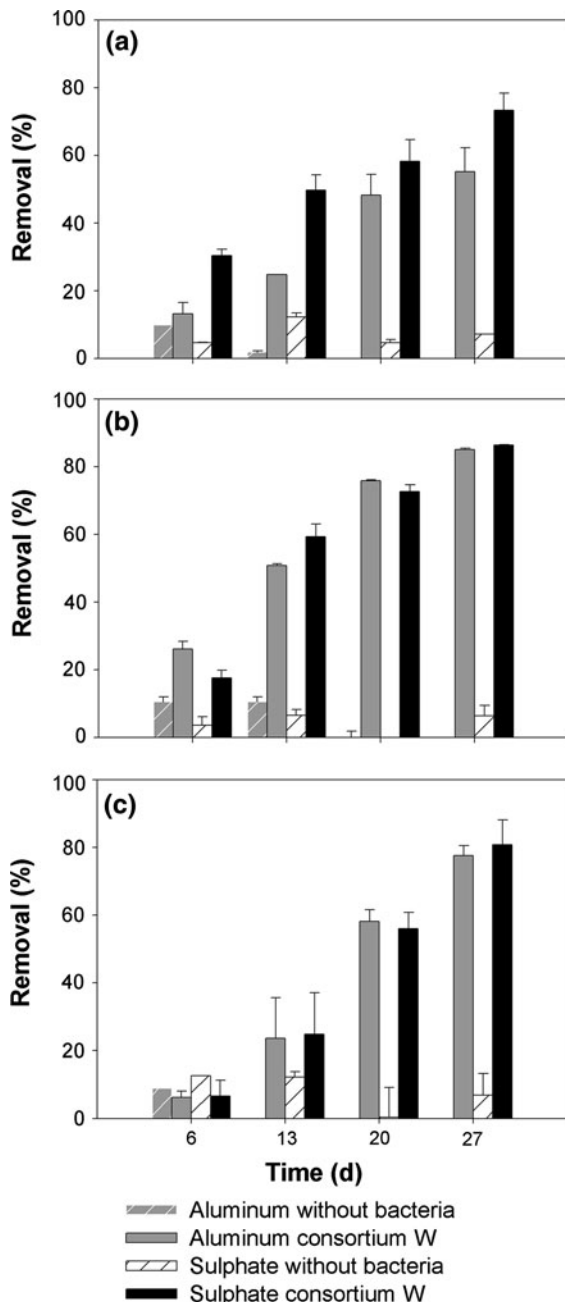 (a)
100
80
60
40
20
0
Removal (%)
(b)
100
80
60
40
20
0
Removal (%)
(c)
100
80
60
40
20
0
Removal (%)
6 13 20 27
Time (d)
Aluminum without bacteria
Aluminum consortium W
Sulphate without bacteria
Sulphate consortium W